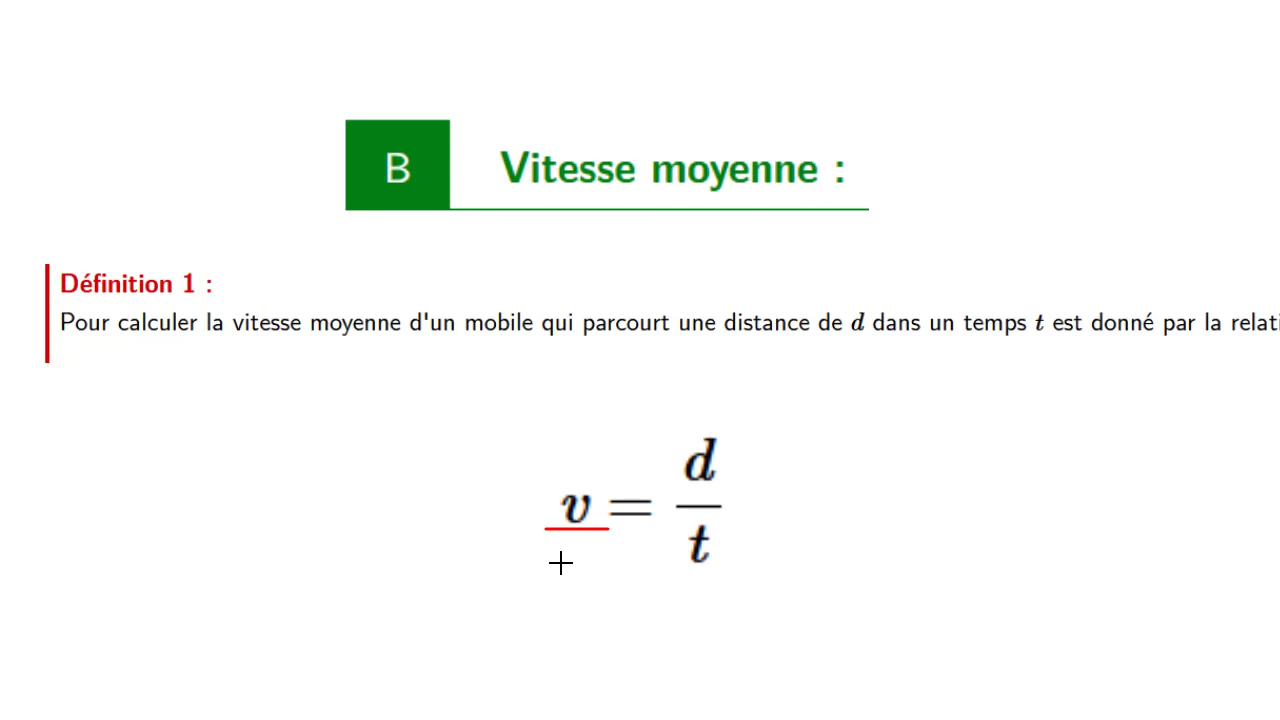 B Vitesse moyenne :
Définition 1 :
Pour calculer la vitesse moyenne d'un mobile qui parcourt une distance de d dans un temps t est donné par la
v = d/t